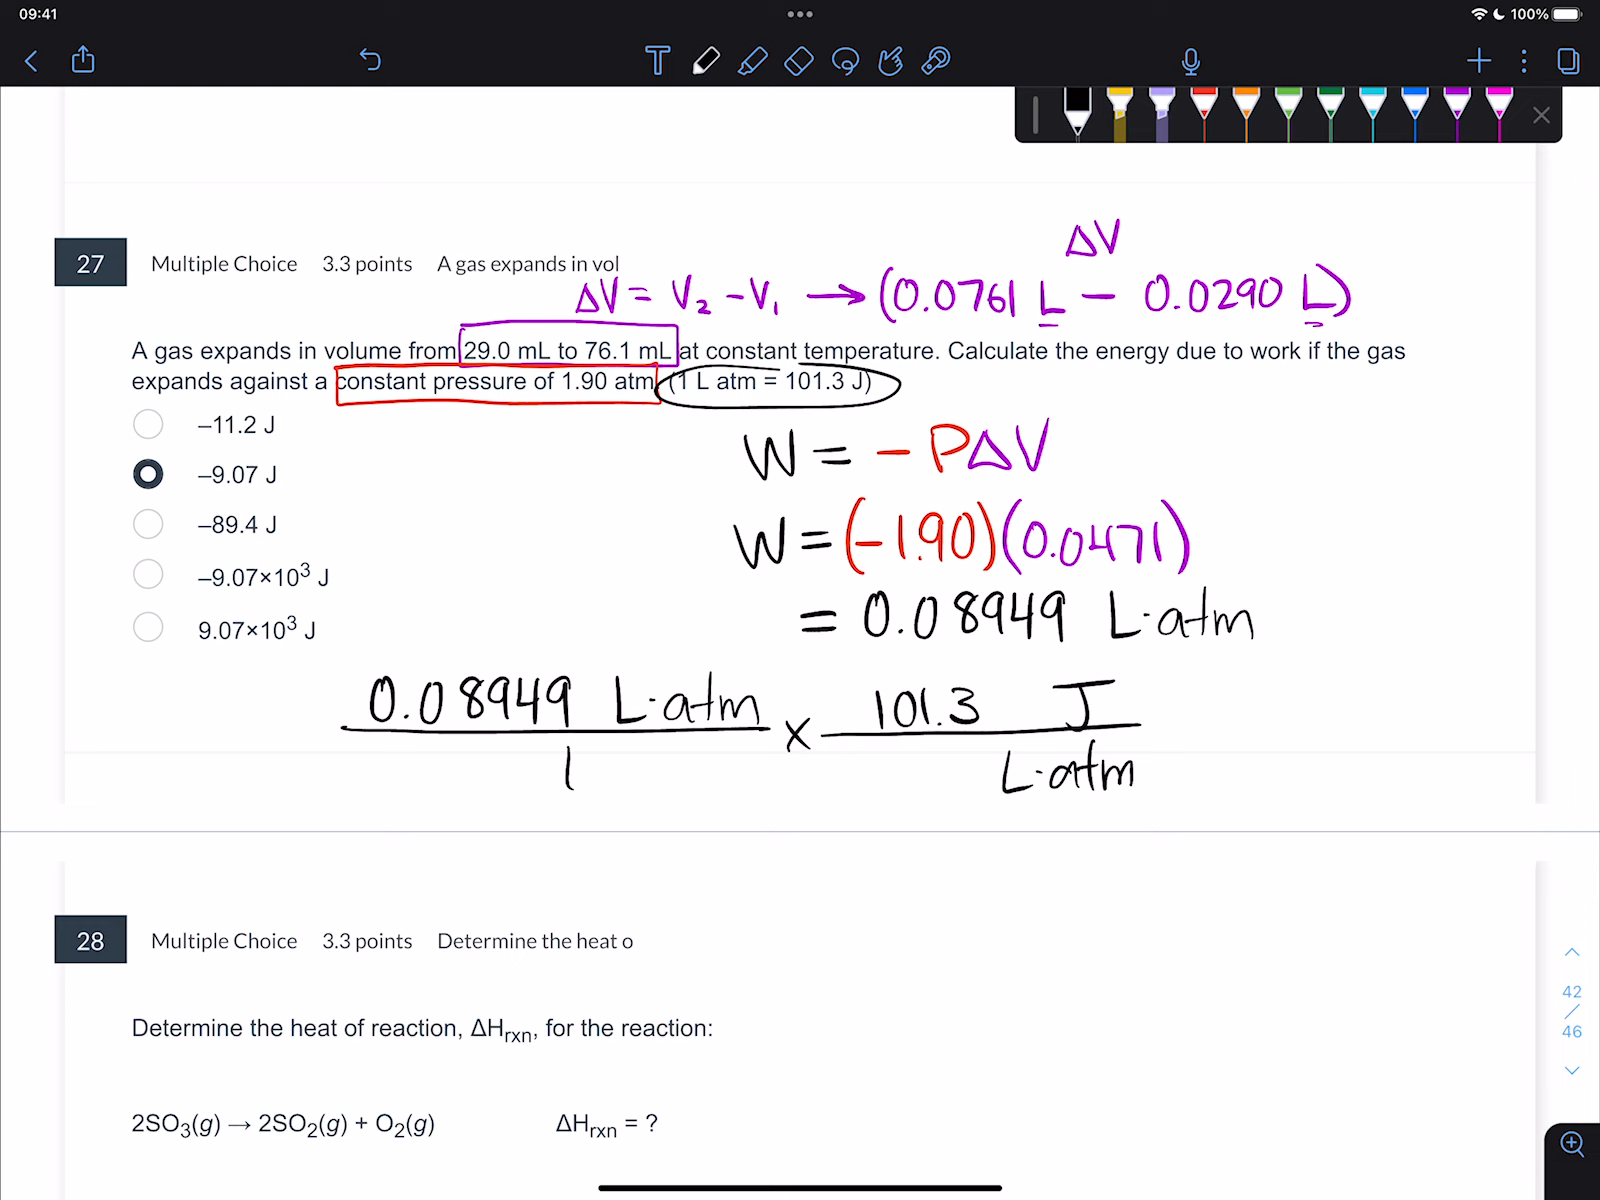 09:41
100%
27 Multiple Choice 3.3 points A gas expands in vol
ΔV
ΔV = V₂ - V₁ → (0.0761 L - 0.0290 L)
A gas expands in volume from 29.0 mL to 76.1 mL at constant temperature. Calculate the energy due to work if the gas
expands against a constant pressure of 1.90 atm. (1 L atm = 101.3 J)
–11.2 J
–9.07 J
–89.4 J
–9.07×10³ J
9.07×10³ J
W = - PΔV
W = (-1.90)(0.0471)
= 0.08949 L·atm
0.08949 L·atm × 101.3 J
1 L·atm
28 Multiple Choice 3.3 points Determine the heat o
Determine the heat of reaction, ΔHrxn, for the reaction:
2SO₃(g) → 2SO₂(g) + O₂(g) ΔHrxn = ?
42
/
46